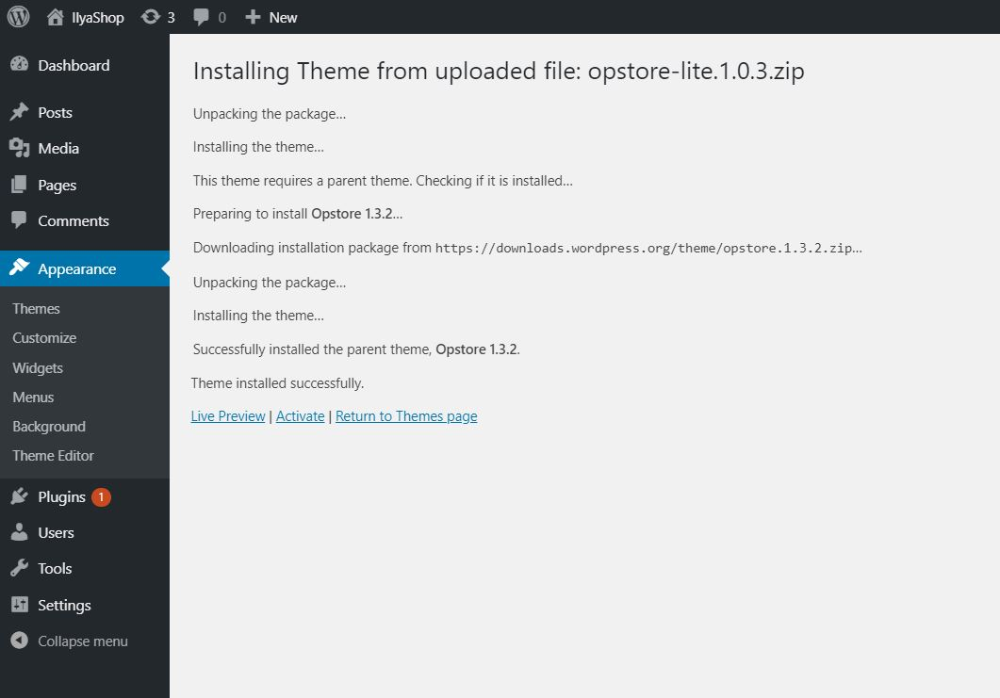 IlyaShop 3 0 New
Dashboard
Posts
Media
Pages
Comments
Appearance
Themes
Customize
Widgets
Menus
Background
Theme Editor
Plugins 1
Users
Tools
Settings
Collapse menu
Installing Theme from uploaded file: opstore-lite.1.0.3.zip
Unpacking the package…
Installing the theme…
This theme requires a parent theme. Checking if it is installed…
Preparing to install Opstore 1.3.2…
Downloading installation package from https://downloads.wordpress.org/theme/opstore.1.3.2.zip…
Unpacking the package…
Installing the theme…
Successfully installed the parent theme, Opstore 1.3.2.
Theme installed successfully.
Live Preview | Activate | Return to Themes page